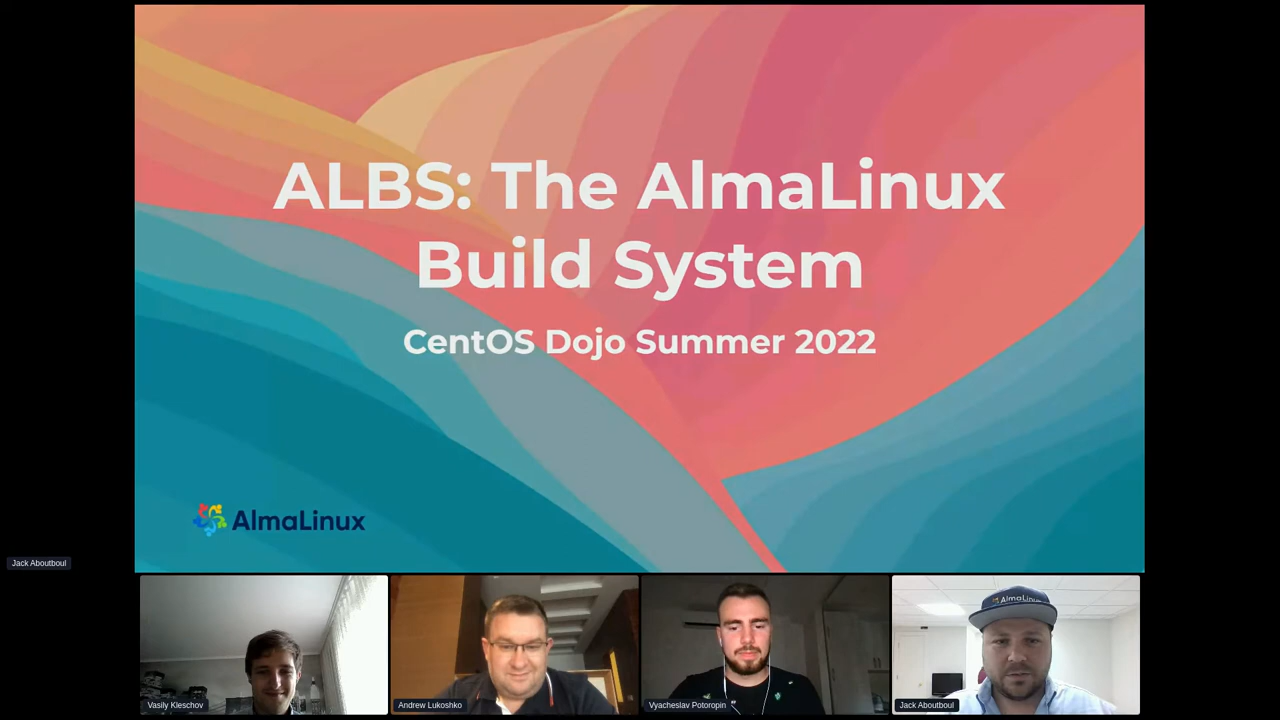 ALBS: The AlmaLinux
Build System
CentOS Dojo Summer 2022
AlmaLinux
Jack Aboutboul
AlmaLinux
Vasily Kleschov
Andrew Lukoshko
Vyacheslav Potoropin
Jack Aboutboul